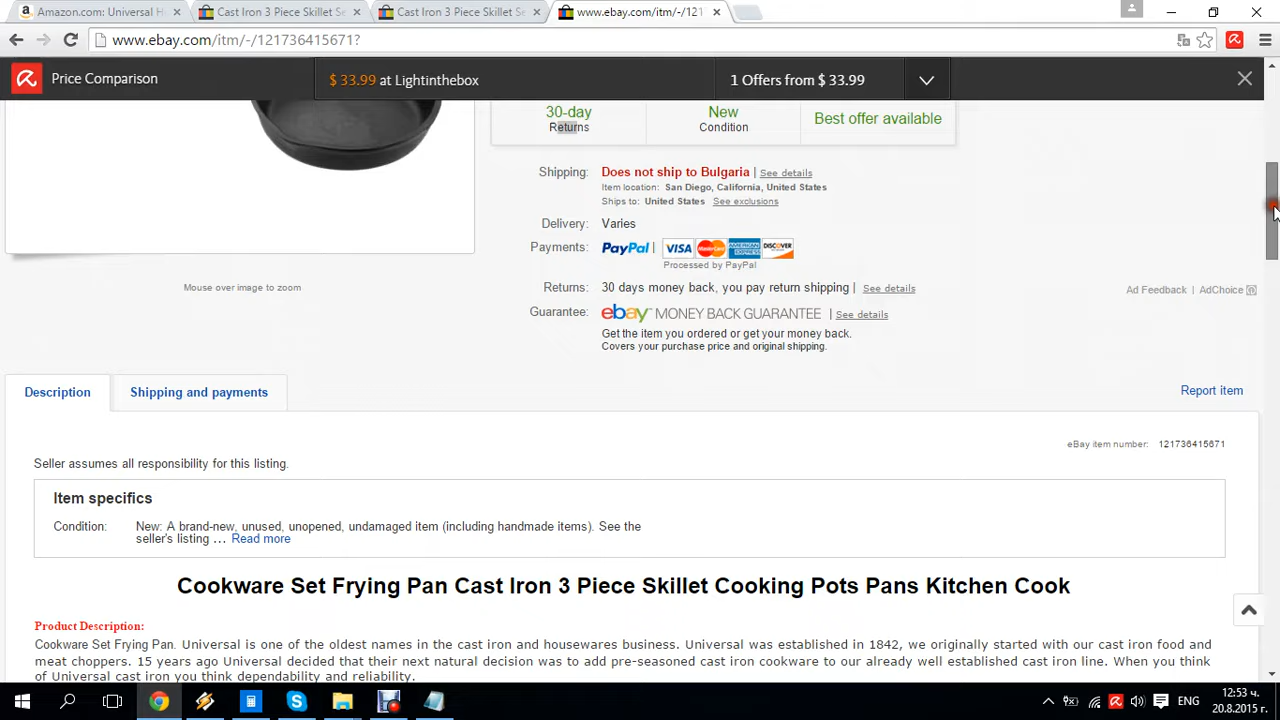 Amazon.com: Universal H ×
Cast Iron 3 Piece Skillet Se ×
Cast Iron 3 Piece Skillet Se ×
www.ebay.com/itm/-/121 ×
www.ebay.com/itm/-/121736415671?
Price Comparison
$ 33.99 at Lightinthebox
1 Offers from $ 33.99
30-day
Returns
New
Condition
Best offer available
Shipping: Does not ship to Bulgaria | See details
Item location: San Diego, California, United States
Ships to: United States See exclusions
Delivery: Varies
Payments: PayPal | VISA MasterCard AMERICAN EXPRESS DISCOVER
Processed by PayPal
Returns: 30 days money back, you pay return shipping | See details
Guarantee: ebay MONEY BACK GUARANTEE | See details
Get the item you ordered or get your money back.
Covers your purchase price and original shipping.
Mouse over image to zoom
Ad Feedback | AdChoice
Description
Shipping and payments
Report item
eBay item number: 121736415671
Seller assumes all responsibility for this listing.
Item specifics
Condition: New: A brand-new, unused, unopened, undamaged item (including handmade items). See the
seller's listing ... Read more
Cookware Set Frying Pan Cast Iron 3 Piece Skillet Cooking Pots Pans Kitchen Cook
Product Description:
Cookware Set Frying Pan. Universal is one of the oldest names in the cast iron and housewares business. Universal was established in 1842, we originally started with our cast iron food and
meat choppers. 15 years ago Universal decided that their next natural decision was to add pre-seasoned cast iron cookware to our already well established cast iron line. When you think
of Universal cast iron you think dependability and reliability.
ENG
12:53 ч.
20.8.2015 г.